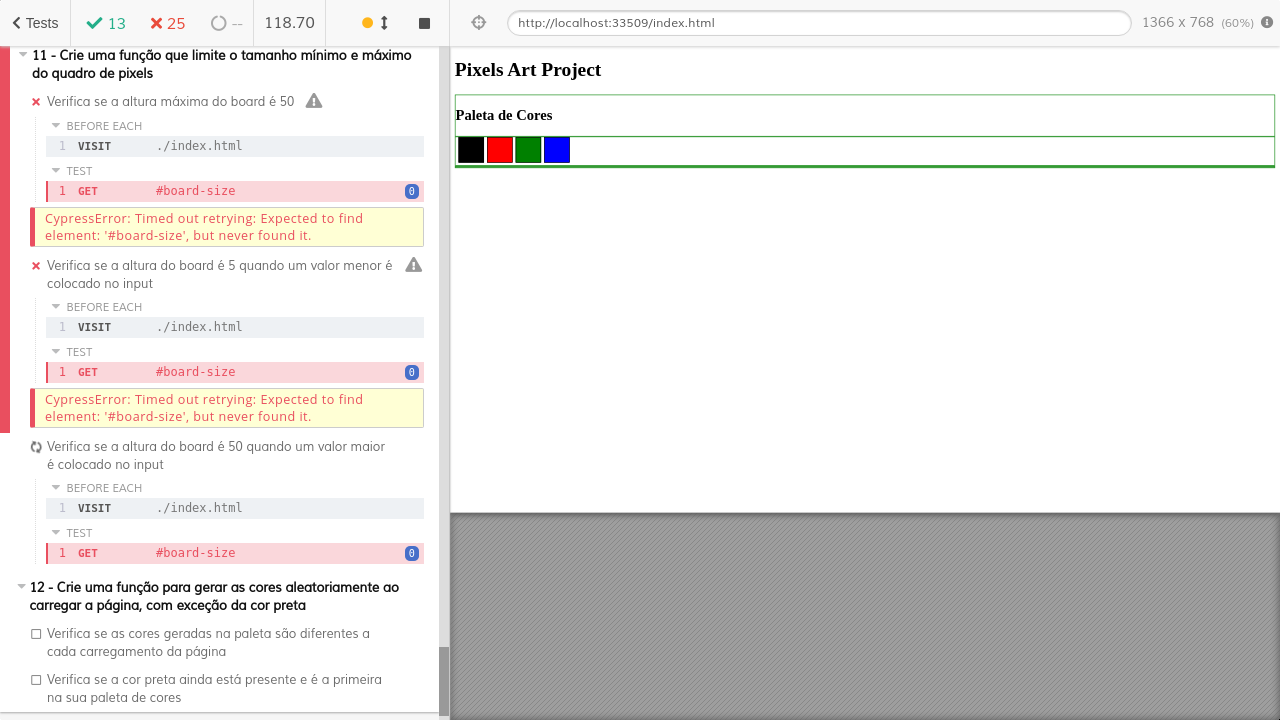 Tests
13
25
--
118.70
http://localhost:33509/index.html
1366 x 768 (60%)
11 - Crie uma função que limite o tamanho mínimo e máximo
do quadro de pixels
Verifica se a altura máxima do board é 50
BEFORE EACH
1 VISIT ./index.html
TEST
1 GET #board-size 0
CypressError: Timed out retrying: Expected to find
element: '#board-size', but never found it.
Verifica se a altura do board é 5 quando um valor menor é
colocado no input
BEFORE EACH
1 VISIT ./index.html
TEST
1 GET #board-size 0
CypressError: Timed out retrying: Expected to find
element: '#board-size', but never found it.
Verifica se a altura do board é 50 quando um valor maior
é colocado no input
BEFORE EACH
1 VISIT ./index.html
TEST
1 GET #board-size 0
12 - Crie uma função para gerar as cores aleatoriamente ao
carregar a página, com exceção da cor preta
Verifica se as cores geradas na paleta são diferentes a
cada carregamento da página
Verifica se a cor preta ainda está presente e é a primeira
na sua paleta de cores
Pixels Art Project
Paleta de Cores